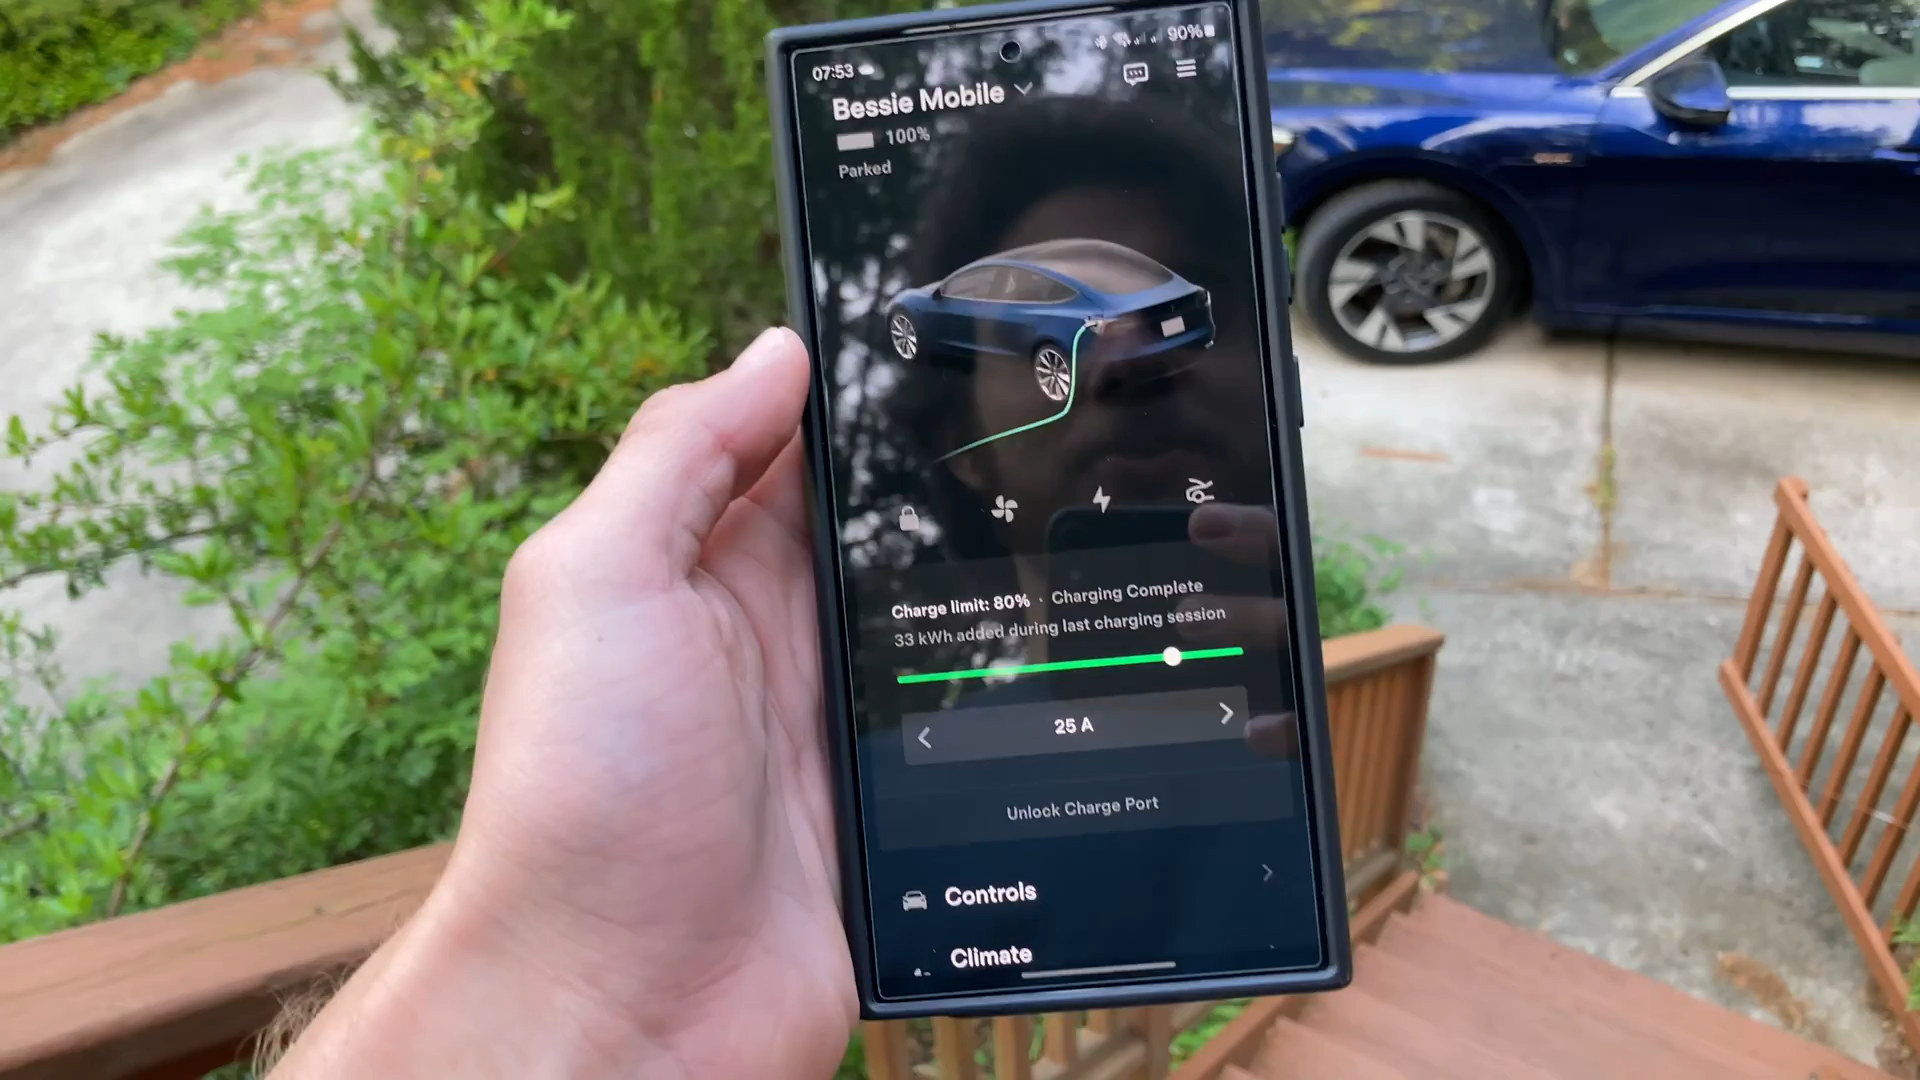 07:53
90%
Bessie Mobile
100%
Parked
Charge limit: 80% · Charging Complete
33 kWh added during last charging session
25 A
Unlock Charge Port
Controls
Climate